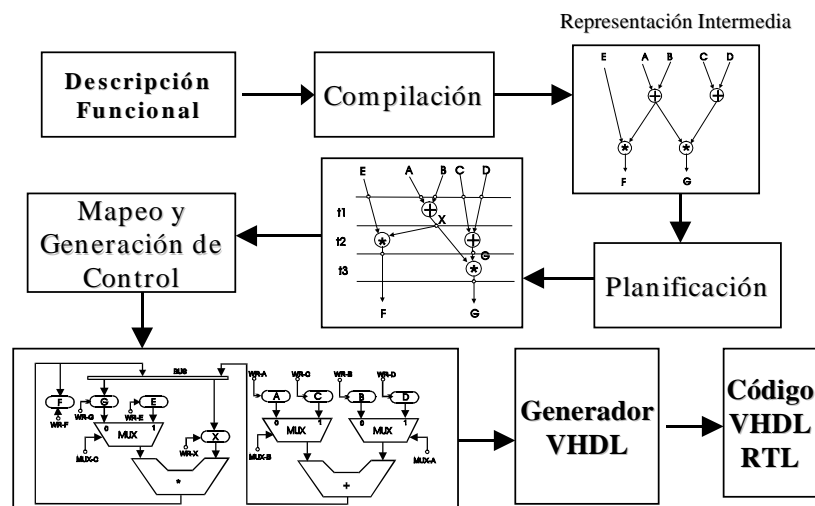 Representación Intermedia
Descripción
Funcional
Compilación
E A B C D
+ +
* *
F G
Mapeo y
Generación de
Control
E A B C D
t1 +
X
t2 * +
G
t3 *
F G
Planificación
BUS
WR-A WR-C WR-B WR-D
F G E A C B D
WR-G WR-E
WR-F
0 1 0 1 0 1
MUX MUX MUX
X
WR-X
MUX-C MUX-B MUX-A
* +
Generador
VHDL
Código
VHDL
RTL